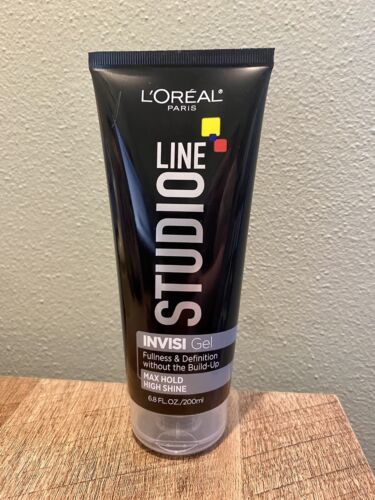 L'ORÉAL
PARIS
STUDIO
LINE
INVISI Gel
Fullness & Definition
without the Build-Up
MAX HOLD
HIGH SHINE
6.8 FL. OZ./200ml